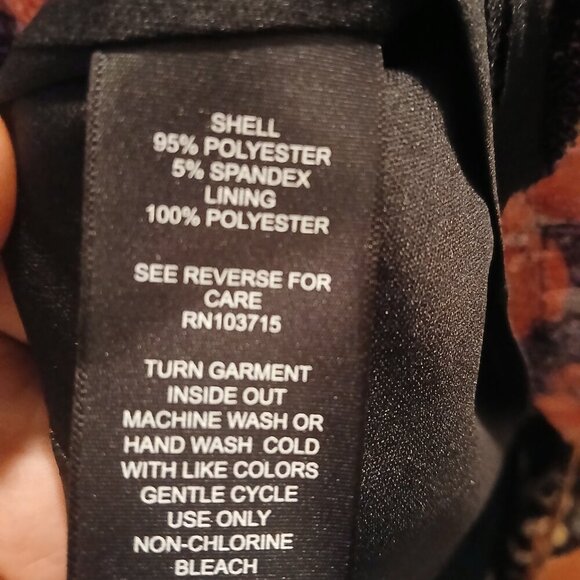 SHELL
95% POLYESTER
5% SPANDEX
LINING
100% POLYESTER
SEE REVERSE FOR
CARE
RN103715
TURN GARMENT
INSIDE OUT
MACHINE WASH OR
HAND WASH COLD
WITH LIKE COLORS
GENTLE CYCLE
USE ONLY
NON-CHLORINE
BLEACH